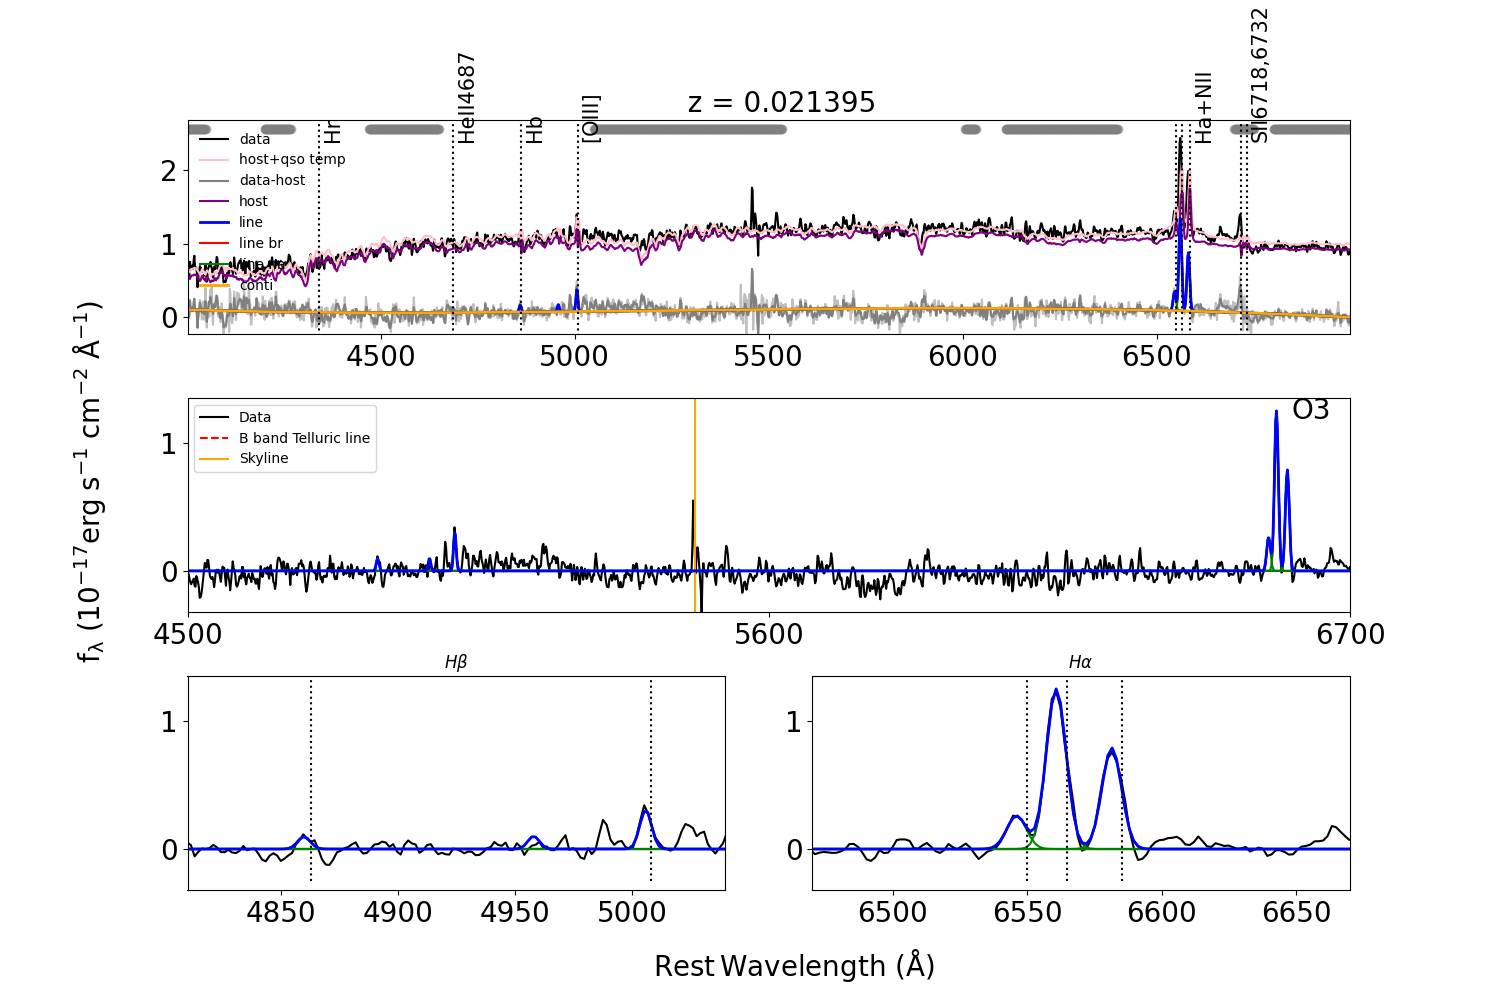 z = 0.021395
Hr
HeII4687
Hb
[OIII]
Ha+NII
SII6718,6732
data
host+qso temp
data-host
host
line
line br
conti
2
1
0
4500
5000
5500
6000
6500
fλ (10−17erg s−1 cm−2 Å−1)
Data
B band Telluric line
Skyline
O3
1
0
4500
5600
6700
Hβ
1
0
4850
4900
4950
5000
Hα
1
0
6500
6550
6600
6650
Rest Wavelength (Å)